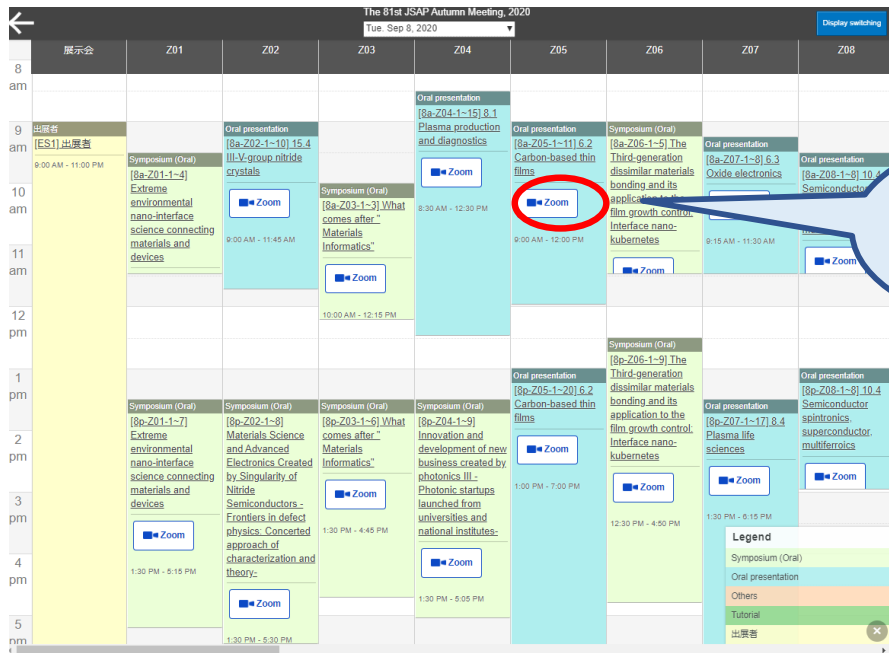 The 81st JSAP Autumn Meeting, 2020
Tue. Sep 8, 2020
Display switching
展示会
Z01
Z02
Z03
Z04
Z05
Z06
Z07
Z08
8
am
9
am
10
am
11
am
12
pm
1
pm
2
pm
3
pm
4
pm
5
pm
出展者
[ES1] 出展者
9:00 AM - 11:00 PM
Symposium (Oral)
[8a-Z01-1~4]
Extreme
environmental
nano-interface
science connecting
materials and
devices
Symposium (Oral)
[8p-Z01-1~7]
Extreme
environmental
nano-interface
science connecting
materials and
devices
Zoom
1:30 PM - 5:15 PM
Oral presentation
[8a-Z02-1~10] 15.4
III-V-group nitride
crystals
Zoom
9:00 AM - 11:45 AM
Symposium (Oral)
[8p-Z02-1~8]
Materials Science
and Advanced
Electronics Created
by Singularity of
Nitride
Semiconductors -
Frontiers in defect
physics: Concerted
approach of
characterization and
theory-
Zoom
1:30 PM - 5:30 PM
Symposium (Oral)
[8a-Z03-1~3] What
comes after "
Materials
Informatics"
Zoom
10:00 AM - 12:15 PM
Symposium (Oral)
[8p-Z03-1~6] What
comes after "
Materials
Informatics"
Zoom
1:30 PM - 4:45 PM
Oral presentation
[8a-Z04-1~15] 8.1
Plasma production
and diagnostics
Zoom
8:30 AM - 12:30 PM
Symposium (Oral)
[8p-Z04-1~9]
Innovation and
development of new
business created by
photonics III -
Photonic startups
launched from
universities and
national institutes-
Zoom
1:30 PM - 5:05 PM
Oral presentation
[8a-Z05-1~11] 6.2
Carbon-based thin
films
Zoom
9:00 AM - 12:00 PM
Oral presentation
[8p-Z05-1~20] 6.2
Carbon-based thin
films
Zoom
1:00 PM - 7:00 PM
Symposium (Oral)
[8a-Z06-1~5] The
Third-generation
dissimilar materials
bonding and its
application to the
film growth control:
Interface nano-
kubernetes
Zoom
Symposium (Oral)
[8p-Z06-1~9] The
Third-generation
dissimilar materials
bonding and its
application to the
film growth control:
Interface nano-
kubernetes
Zoom
12:30 PM - 4:50 PM
Oral presentation
[8a-Z07-1~8] 6.3
Oxide electronics
9:15 AM - 11:30 AM
Oral presentation
[8p-Z07-1~17] 8.4
Plasma life
sciences
Zoom
1:30 PM - 6:15 PM
Oral presentation
[8a-Z08-1~8] 10.4
Semiconductor
Zoom
Oral presentation
[8p-Z08-1~8] 10.4
Semiconductor
spintronics,
superconductor,
multiferroics
Zoom
Legend
Symposium (Oral)
Oral presentation
Others
Tutorial
出展者